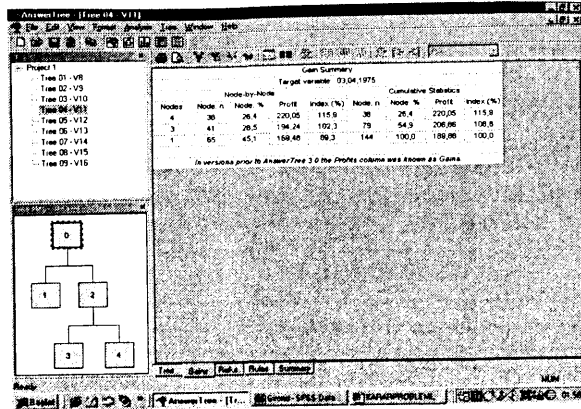 AnswerTree - [Tree 04 - V11]
File Edit View Format Analysis Tree Window Help
Project 1
Tree 01 - V8
Tree 02 - V9
Tree 03 - V10
Tree 04 - V11
Tree 05 - V12
Tree 06 - V13
Tree 07 - V14
Tree 08 - V15
Tree 09 - V16
Gain Summary
Target variable 03,04,1975
Node-by-Node Cumulative Statistics
Nodes Node: n Node: % Profit Index (%) Node: n Node: % Profit Index (%)
4 38 26,4 220,05 115,9 38 26,4 220,05 115,9
3 41 28,5 194,24 102,3 79 54,9 206,66 108,8
1 65 45,1 169,48 89,3 144 100,0 189,88 100,0
In versions prior to AnswerTree 3.0 the Profits column was known as Gains.
0
1 2
3 4
Tree Gains Risks Rules Summary
Ready
NUM
Başlat AnswerTree - [Tr... SPSS Data